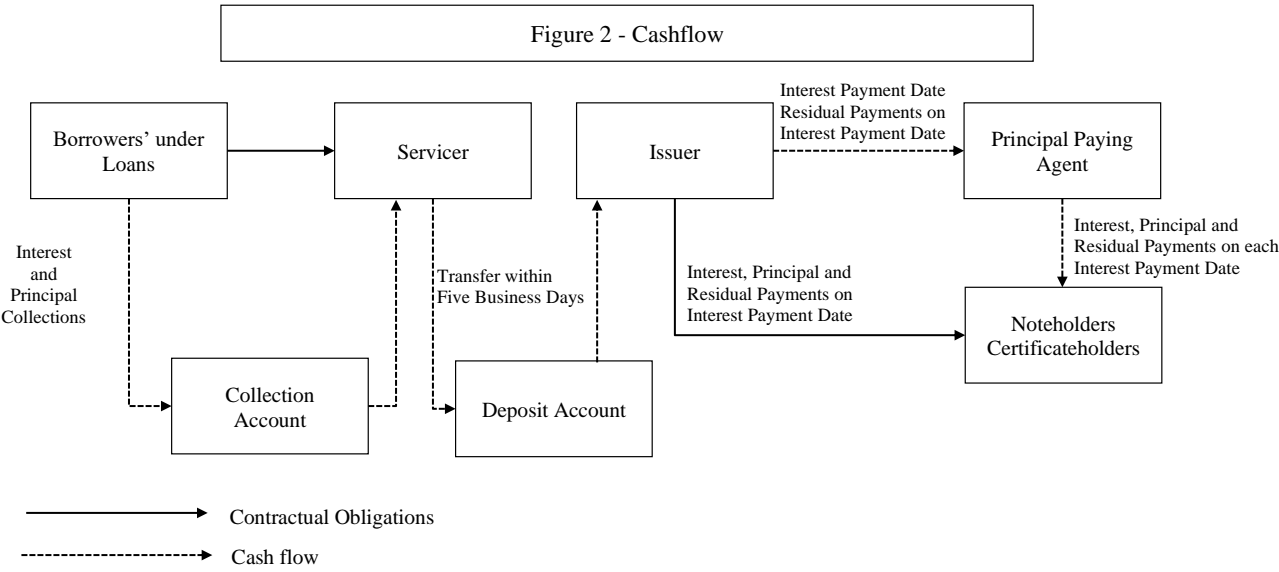 Figure 2 - Cashflow
Borrowers’ under
Loans
Servicer
Issuer
Interest Payment Date
Residual Payments on
Interest Payment Date
Principal Paying
Agent
Interest
and
Principal
Collections
Transfer within
Five Business Days
Interest, Principal and
Residual Payments on
Interest Payment Date
Interest, Principal and
Residual Payments on each
Interest Payment Date
Noteholders
Certificateholders
Collection
Account
Deposit Account
Contractual Obligations
Cash flow